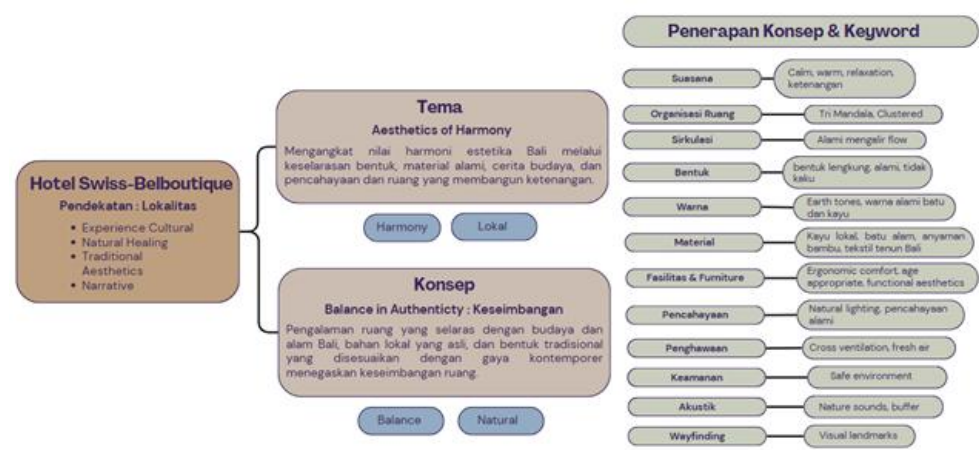 Hotel Swiss-Belboutique
Pendekatan : Lokalitas
Experience Cultural
Natural Healing
Traditional
Aesthetics
Narrative
Tema
Aesthetics of Harmony
Mengangkat nilai harmoni estetika Bali melalui
keselarasan bentuk, material alami, cerita budaya, dan
pencahayaan dari ruang yang membangun ketenangan.
Harmony
Lokal
Konsep
Balance in Authenticty : Keseimbangan
Pengalaman ruang yang selaras dengan budaya dan
alam Bali, bahan lokal yang asli, dan bentuk tradisional
yang disesuaikan dengan gaya kontemporer
menegaskan keseimbangan ruang.
Balance
Natural
Penerapan Konsep & Keyword
Suasana
Calm, warm, relaxation,
ketenangan
Organisasi Ruang
Tri Mandala, Clustered
Sirkulasi
Alami mengalir flow
Bentuk
bentuk lengkung, alami, tidak
kaku
Warna
Earth tones, warna alami batu
dan kayu
Material
Kayu lokal, batu alam, anyaman
bambu, tekstil tenun Bali
Fasilitas & Furniture
Ergonomic comfort, age
appropriate, functional aesthetics
Pencahayaan
Natural lighting, pencahayaan
alami
Penghawaan
Cross ventilation, fresh air
Keamanan
Safe environment
Akustik
Nature sounds, buffer
Wayfinding
Visual landmarks